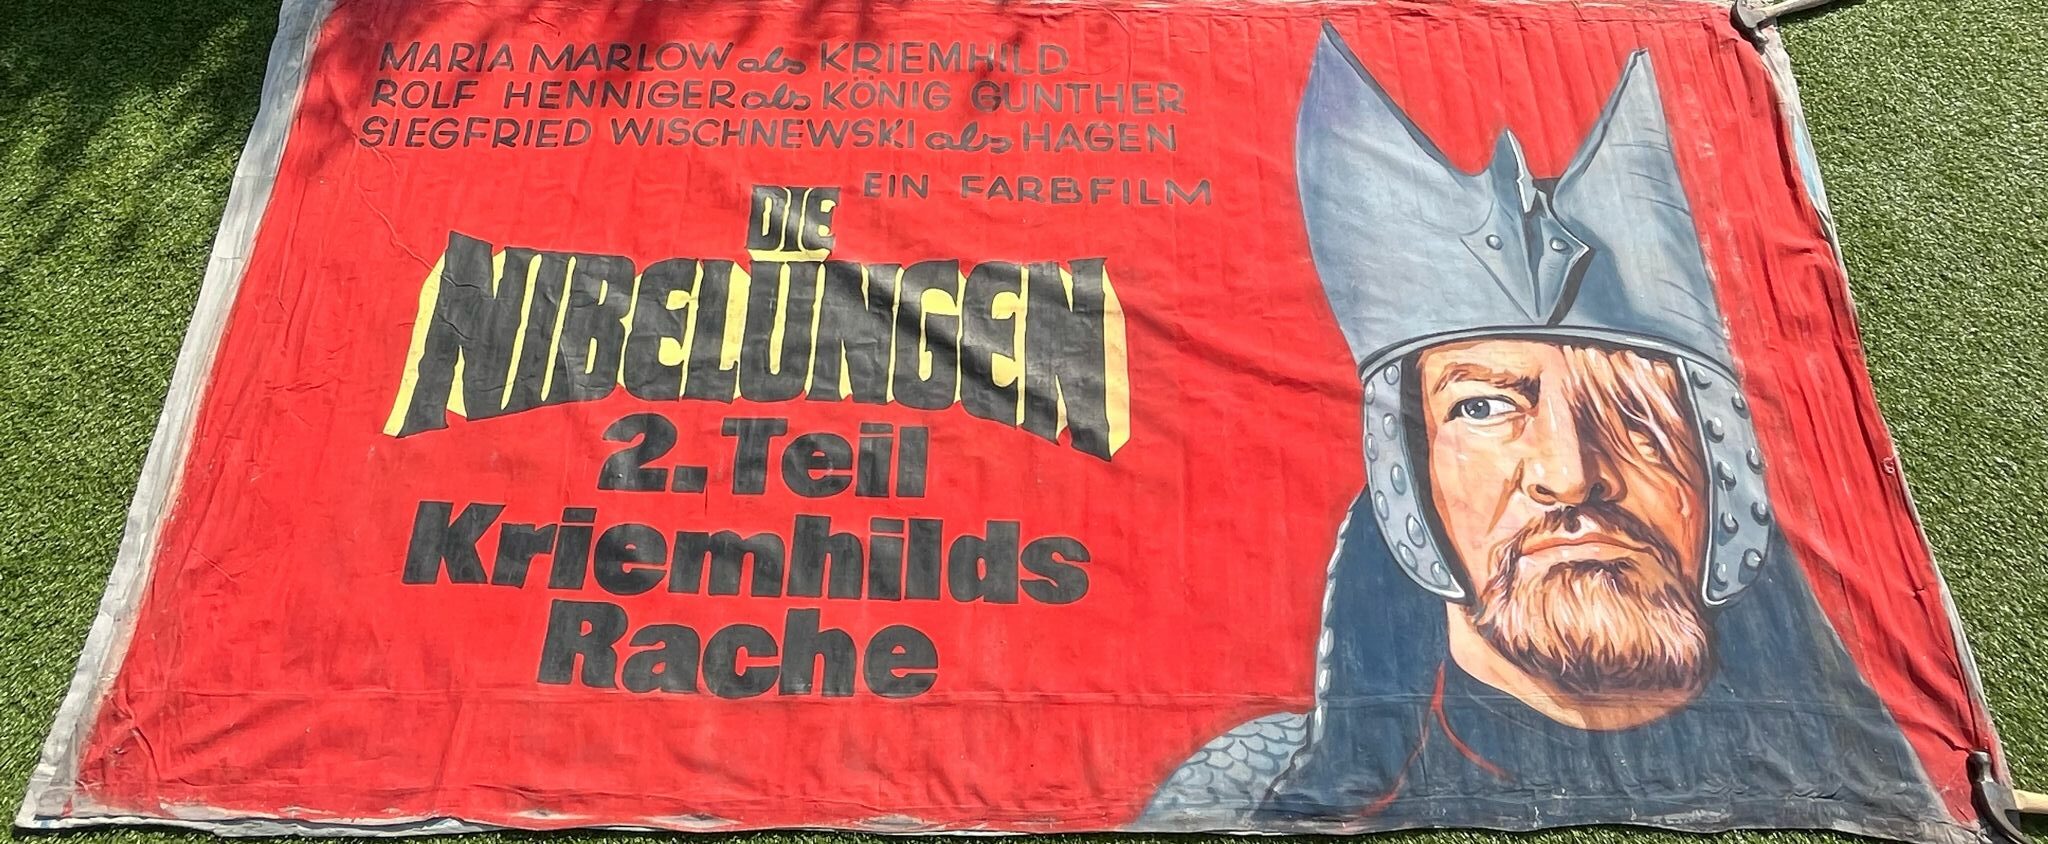 MARIA MARLOW als KRIEMHILD
ROLF HENNIGER als KÖNIG GUNTHER
SIEGFRIED WISCHNEWSKI als HAGEN
EIN FARBFILM
DIE
NIBELUNGEN
2. Teil
Kriemhilds
Rache